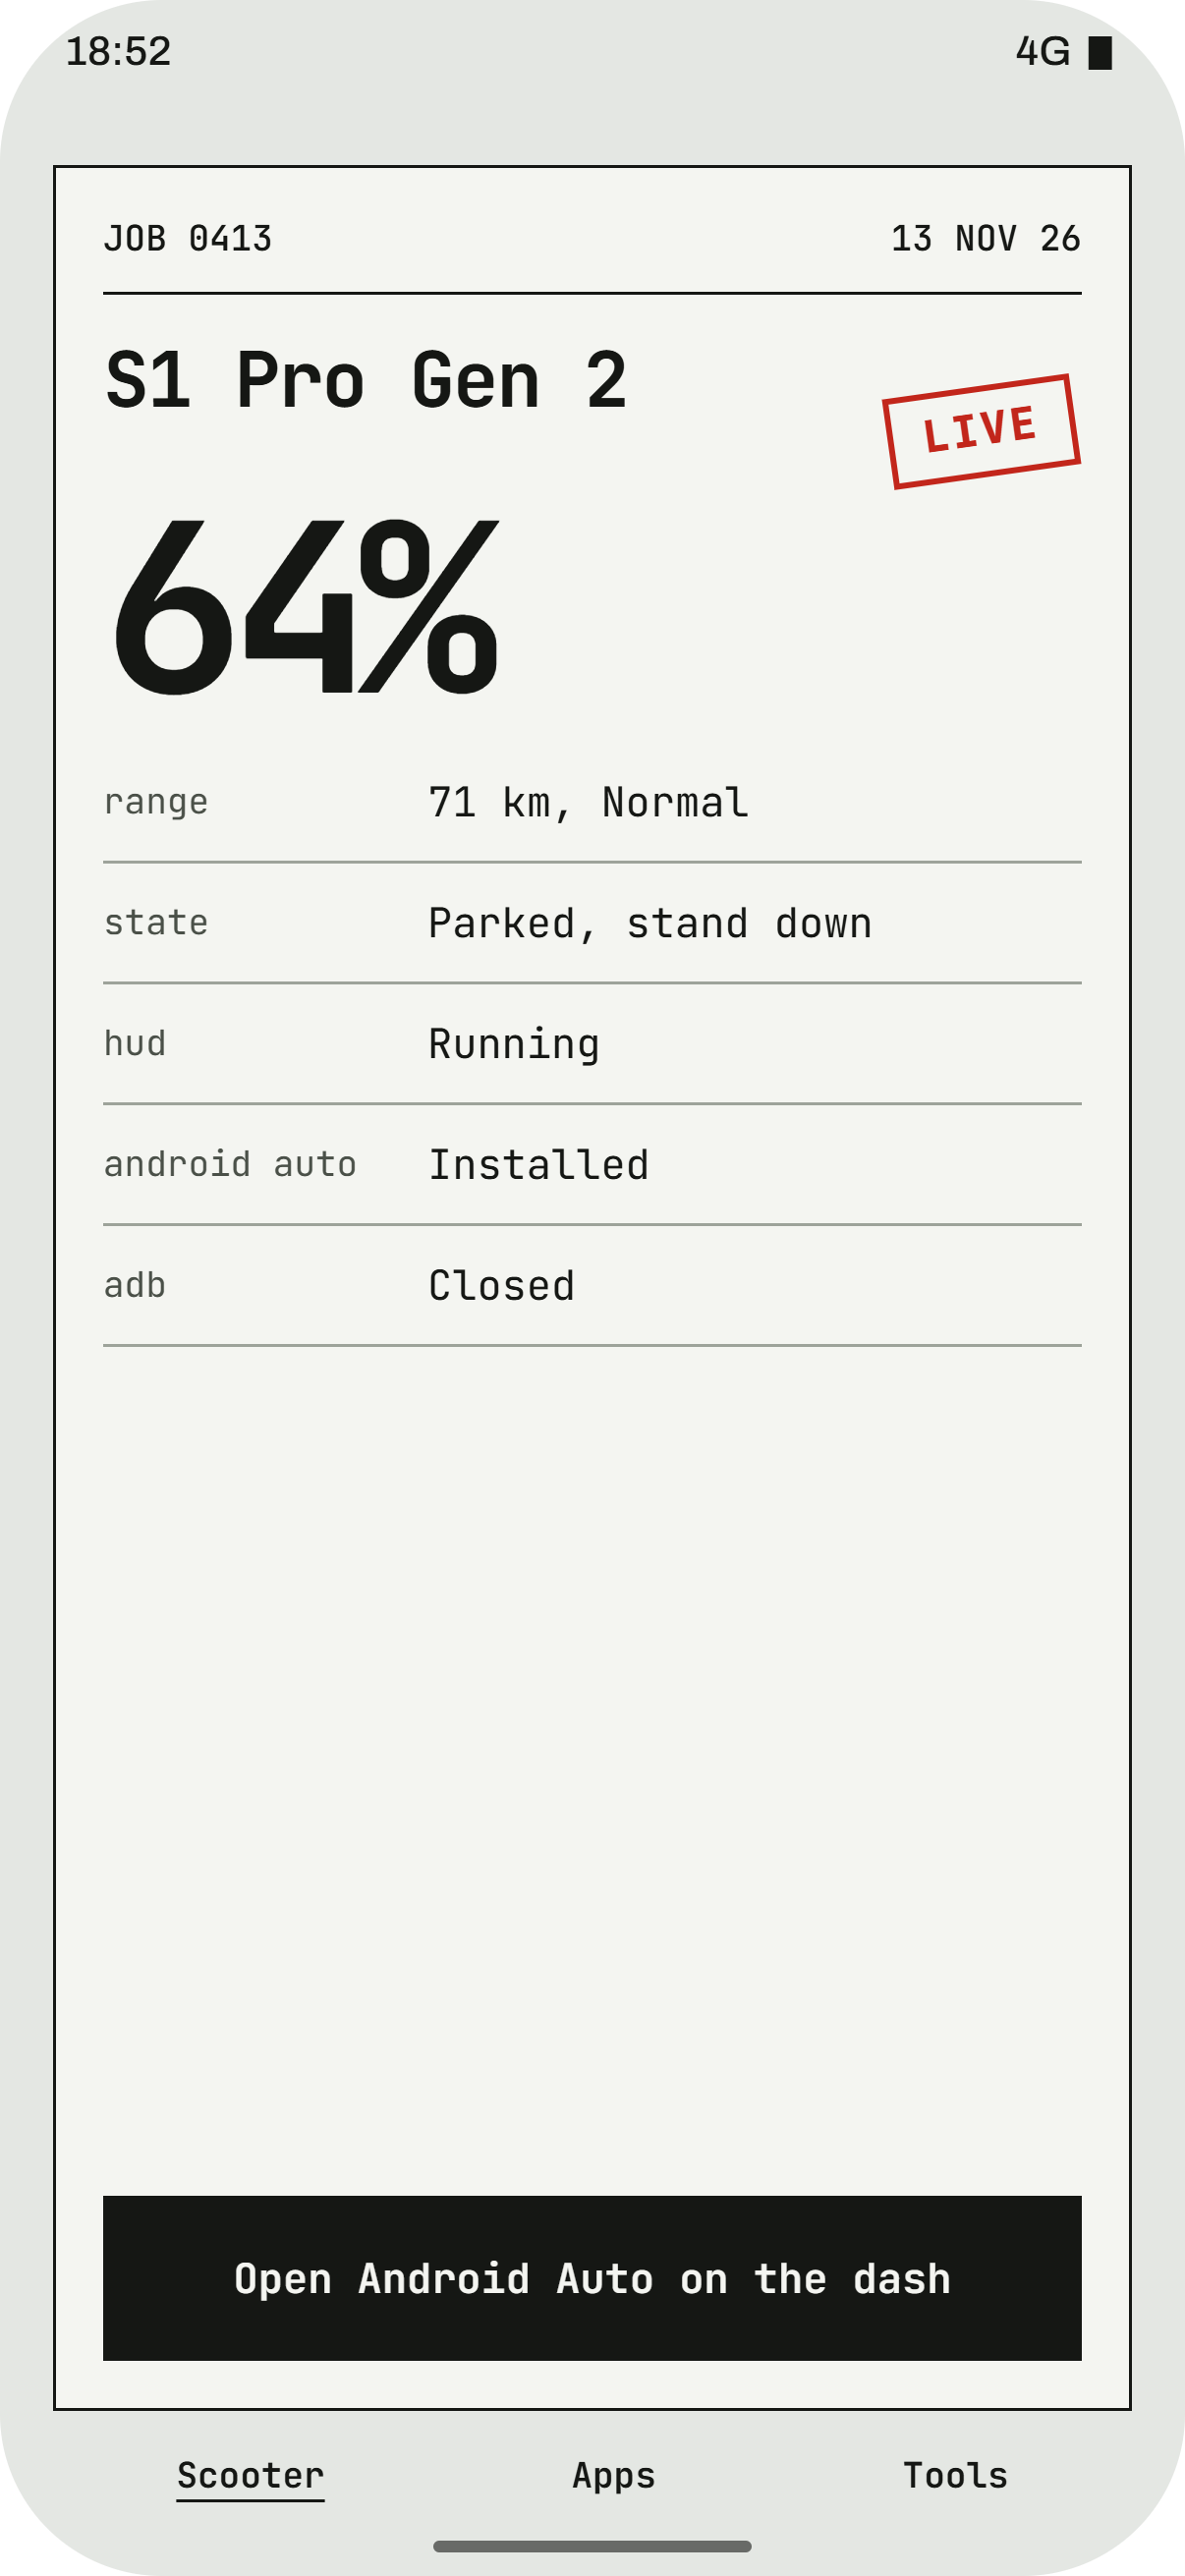 18:52 4G
JOB 0413 13 NOV 26
S1 Pro Gen 2
LIVE
64%
range 71 km, Normal
state Parked, stand down
hud Running
android auto Installed
adb Closed
Open Android Auto on the dash
Scooter Apps Tools